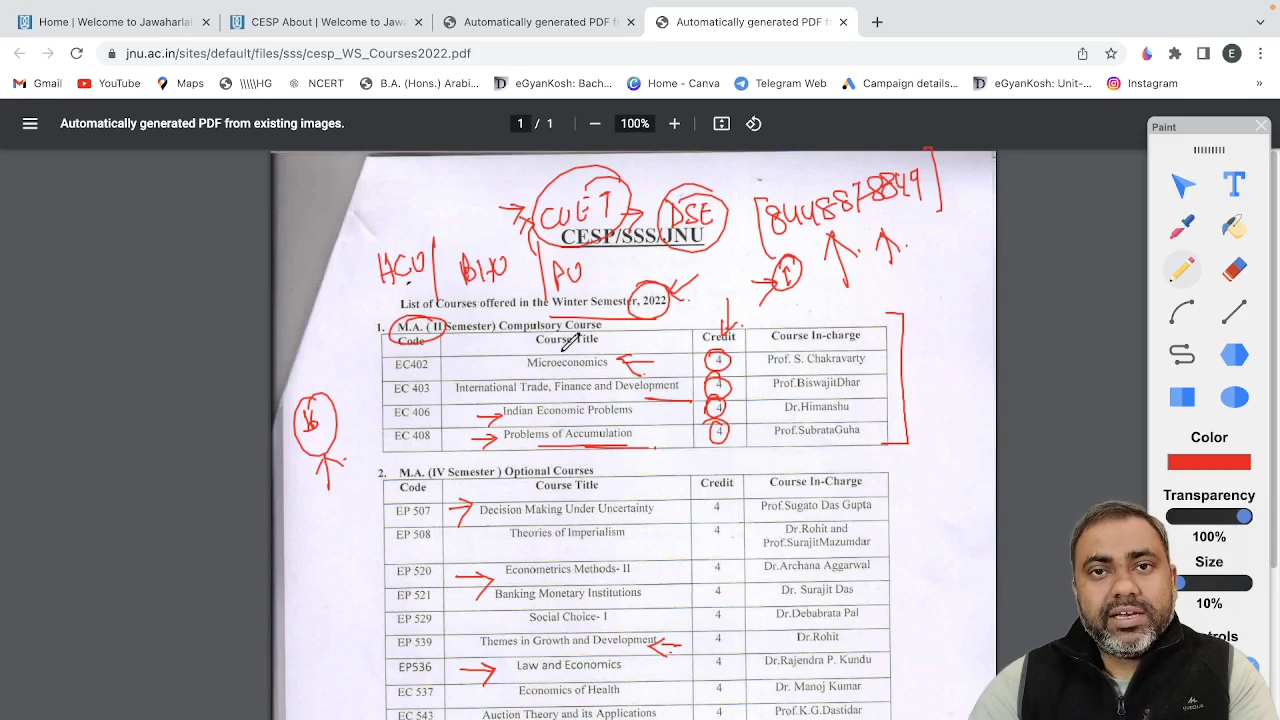 Home | Welcome to Jawaharlal
CESP About | Welcome to Jawa
Automatically generated PDF fr
Automatically generated PDF fr
jnu.ac.in/sites/default/files/sss/cesp_WS_Courses2022.pdf
E
Gmail
YouTube
Maps
\\\\\HG
NCERT
B.A. (Hons.) Arabi...
eGyanKosh: Bach...
Home - Canva
Telegram Web
Campaign details...
eGyanKosh: Unit-...
Instagram
»
Automatically generated PDF from existing images.
1 / 1
100%
Paint
CUET
DSE
[8448878849]
CESP/SSS/JNU
HCU
BHU
PU
List of Courses offered in the Winter Semester, 2022
1. M.A. ( II Semester) Compulsory Course
Code Course Title Credit Course In-charge
EC402 Microeconomics 4 Prof. S. Chakravarty
EC 403 International Trade, Finance and Development 4 Prof.BiswajitDhar
EC 406 Indian Economic Problems 4 Dr.Himanshu
EC 408 Problems of Accumulation 4 Prof.SubrataGuha
16
2. M.A. (IV Semester ) Optional Courses
Code Course Title Credit Course In-Charge
EP 507 Decision Making Under Uncertainty 4 Prof.Sugato Das Gupta
EP 508 Theories of Imperialism 4 Dr.Rohit and
Prof.SurajitMazumdar
EP 520 Econometrics Methods- II 4 Dr.Archana Aggarwal
EP 521 Banking Monetary Institutions 4 Dr. Surajit Das
EP 529 Social Choice- I 4 Dr.Debabrata Pal
EP 539 Themes in Growth and Development 4 Dr.Rohit
EP536 Law and Economics 4 Dr.Rajendra P. Kundu
EC 537 Economics of Health 4 Dr. Manoj Kumar
EC 543 Auction Theory and its Applications 4 Prof.K.G.Dastidar
T
Color
Transparency
100%
Size
10%